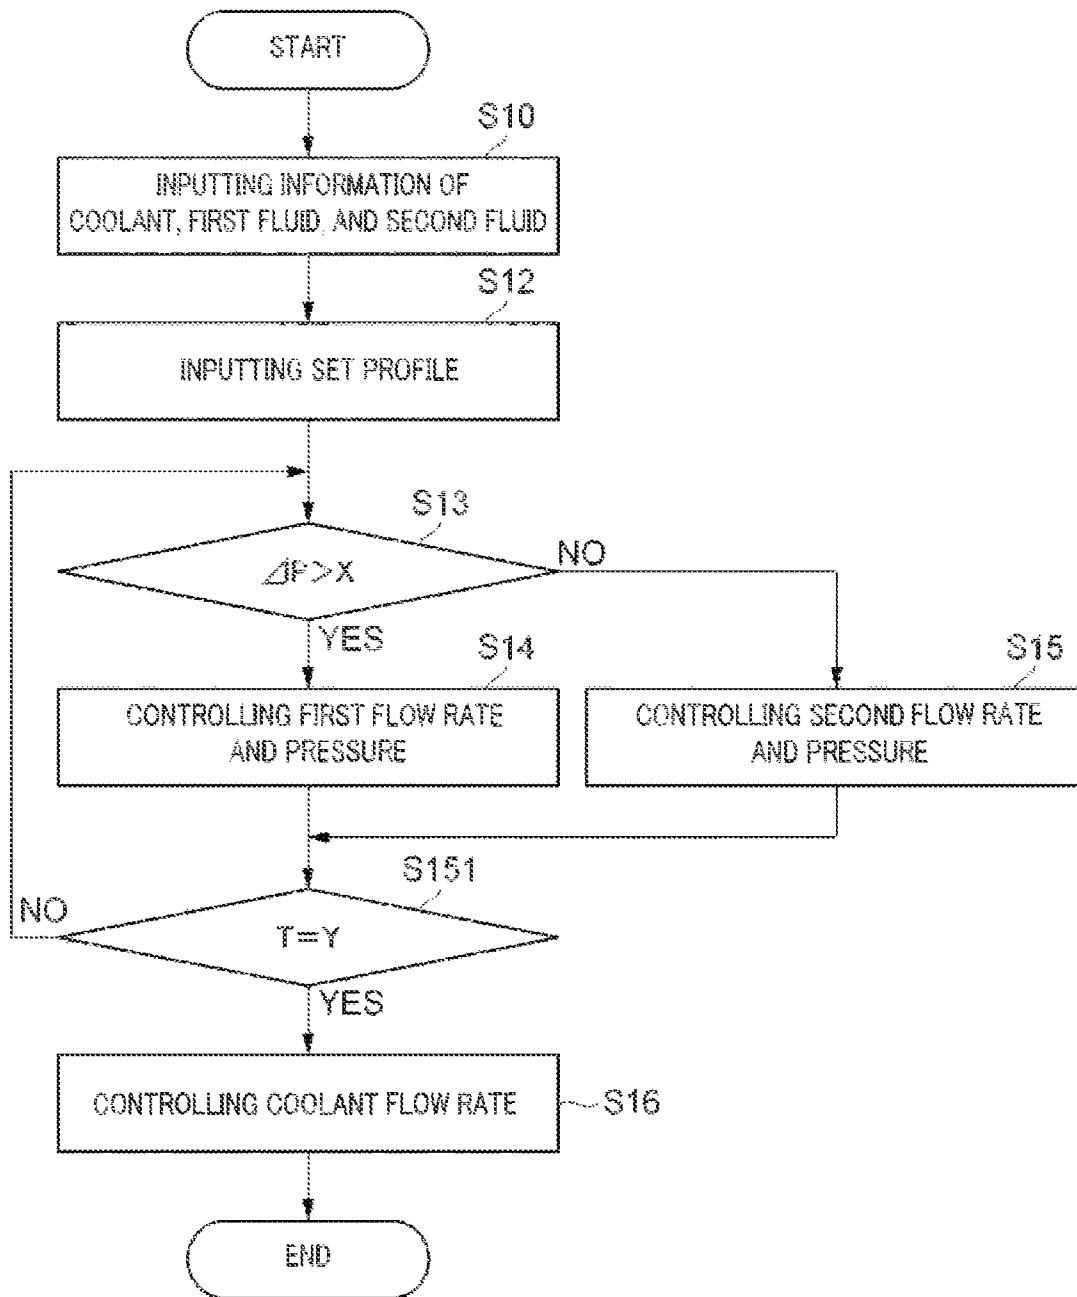 START
S10
INPUTTING INFORMATION OF
COOLANT, FIRST FLUID, AND SECOND FLUID
S12
INPUTTING SET PROFILE
S13
⊿P>X
NO
YES
S14
CONTROLLING FIRST FLOW RATE
AND PRESSURE
S15
CONTROLLING SECOND FLOW RATE
AND PRESSURE
S151
NO
T=Y
YES
CONTROLLING COOLANT FLOW RATE
S16
END